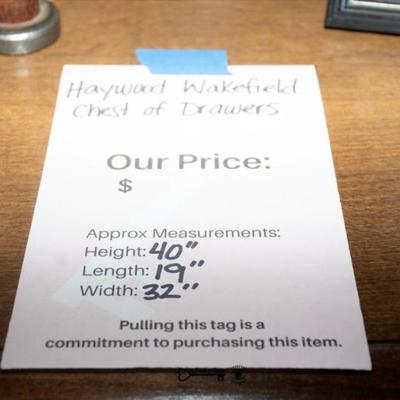 Haywood Wakefield
Chest of Drawers
Our Price:
$
Approx Measurements:
Height: 40"
Length: 19"
Width: 32"
Pulling this tag is a
commitment to purchasing this item.